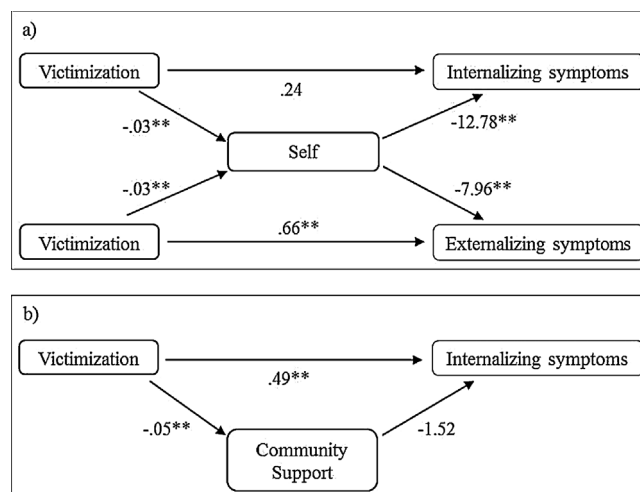 a)
Victimization
Internalizing symptoms
.24
-.03**
-12.78**
Self
-.03**
-7.96**
Victimization
.66**
Externalizing symptoms
b)
Victimization
Internalizing symptoms
.49**
-.05**
-1.52
Community
Support